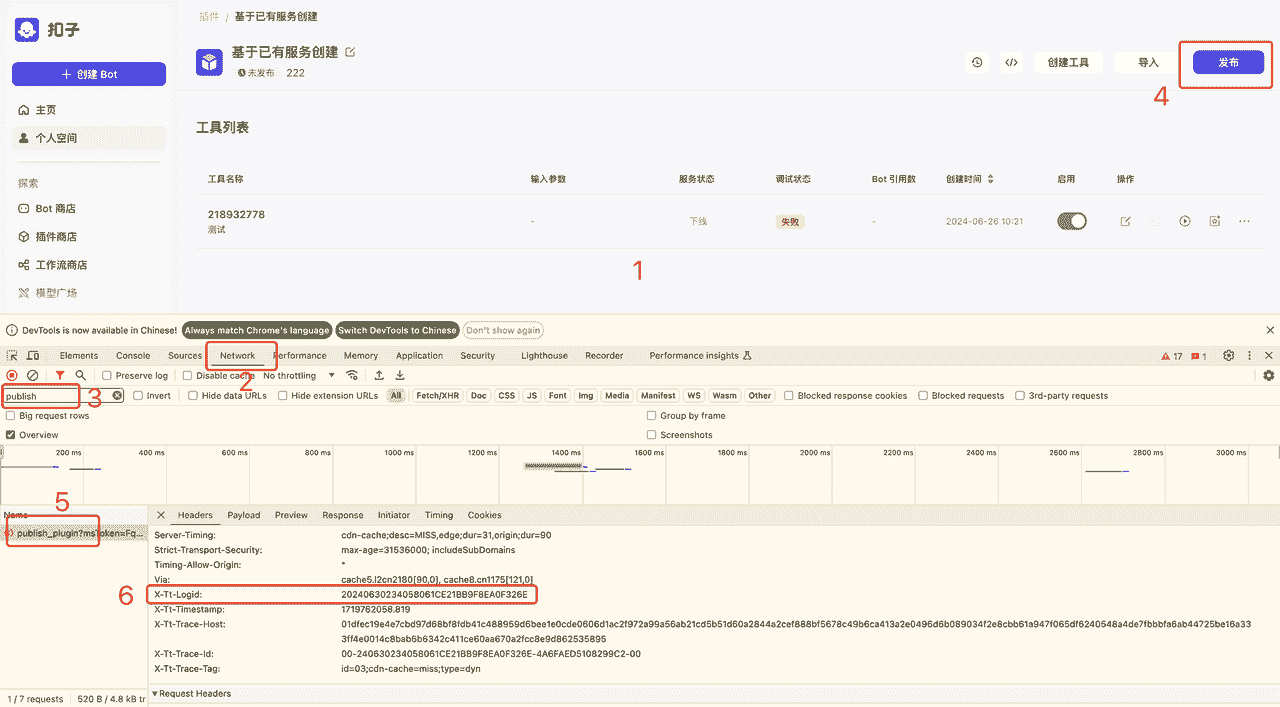 扣子
插件 / 基于已有服务创建
基于已有服务创建
未发布 222
创建工具
导入
发布
4
+ 创建 Bot
主页
个人空间
探索
Bot 商店
插件商店
工作流商店
模型广场
工具列表
工具名称 输入参数 服务状态 调试状态 Bot 引用数 创建时间 启用 操作
218932778
测试
- 下线 失败 - 2024-06-26 10:21
1
DevTools is now available in Chinese! Always match Chrome's language Switch DevTools to Chinese Don't show again
Elements Console Sources Network Performance Memory Application Security Lighthouse Recorder Performance insights 17 1
Preserve log Disable cache No throttling
2
publish
3
Invert Hide data URLs Hide extension URLs All Fetch/XHR Doc CSS JS Font Img Media Manifest WS Wasm Other Blocked response cookies Blocked requests 3rd-party requests
Big request rows Group by frame
Overview Screenshots
200 ms 400 ms 600 ms 800 ms 1000 ms 1200 ms 1400 ms 1600 ms 1800 ms 2000 ms 2200 ms 2400 ms 2600 ms 2800 ms 3000 ms
5
Name
Headers Payload Preview Response Initiator Timing Cookies
publish_plugin?msToken=Fq...
Server-Timing: cdn-cache;desc=MISS,edge;dur=31,origin;dur=90
Strict-Transport-Security: max-age=31536000; includeSubDomains
Timing-Allow-Origin: *
Via: cache5.l2cn2180[90,0], cache8.cn1175[121,0]
6
X-Tt-Logid: 20240630234058061CE21BB9F8EA0F326E
X-Tt-Timestamp: 1719762058.819
X-Tt-Trace-Host: 01dfec19e4e7cbd97d68bf8fdb41c488959d6bee1e0cde0606d1ac2f972a99a56ab21cd5b51d60a2844a2cef888bf5678c49b6ca413a2e0496d6b089034f2e8cbb61a947f065df6240548a4de7fbbbfa6ab44725be16a33
3ff4e0014c8bab6b6342c411ce60aa670a2fcc8e9d862535895
X-Tt-Trace-Id: 00-240630234058061CE21BB9F8EA0F326E-4A6FAED5108299C2-00
X-Tt-Trace-Tag: id=03;cdn-cache=miss;type=dyn
Request Headers
1 / 7 requests 520 B / 4.8 kB tr